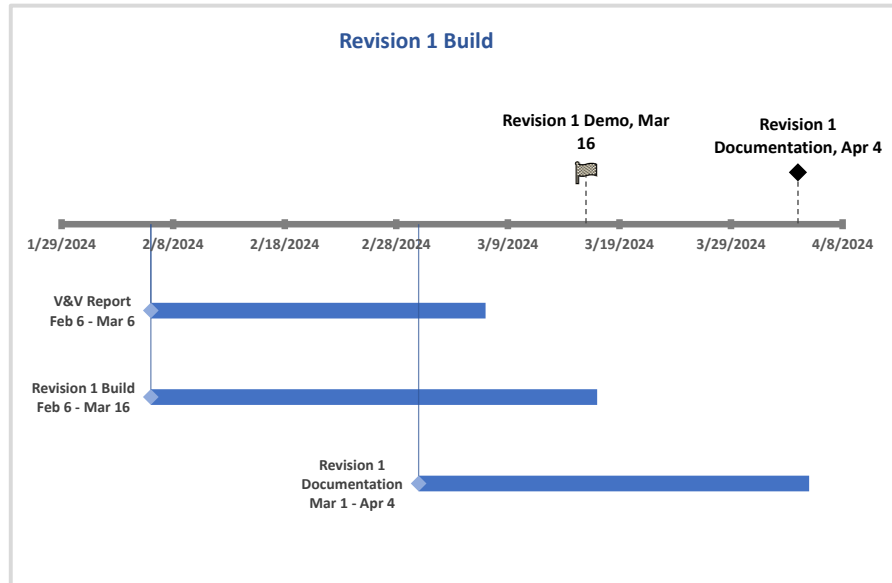 Revision 1 Build
Revision 1 Demo, Mar
16
Revision 1
Documentation, Apr 4
1/29/2024
2/8/2024
2/18/2024
2/28/2024
3/9/2024
3/19/2024
3/29/2024
4/8/2024
V&V Report
Feb 6 - Mar 6
Revision 1 Build
Feb 6 - Mar 16
Revision 1
Documentation
Mar 1 - Apr 4